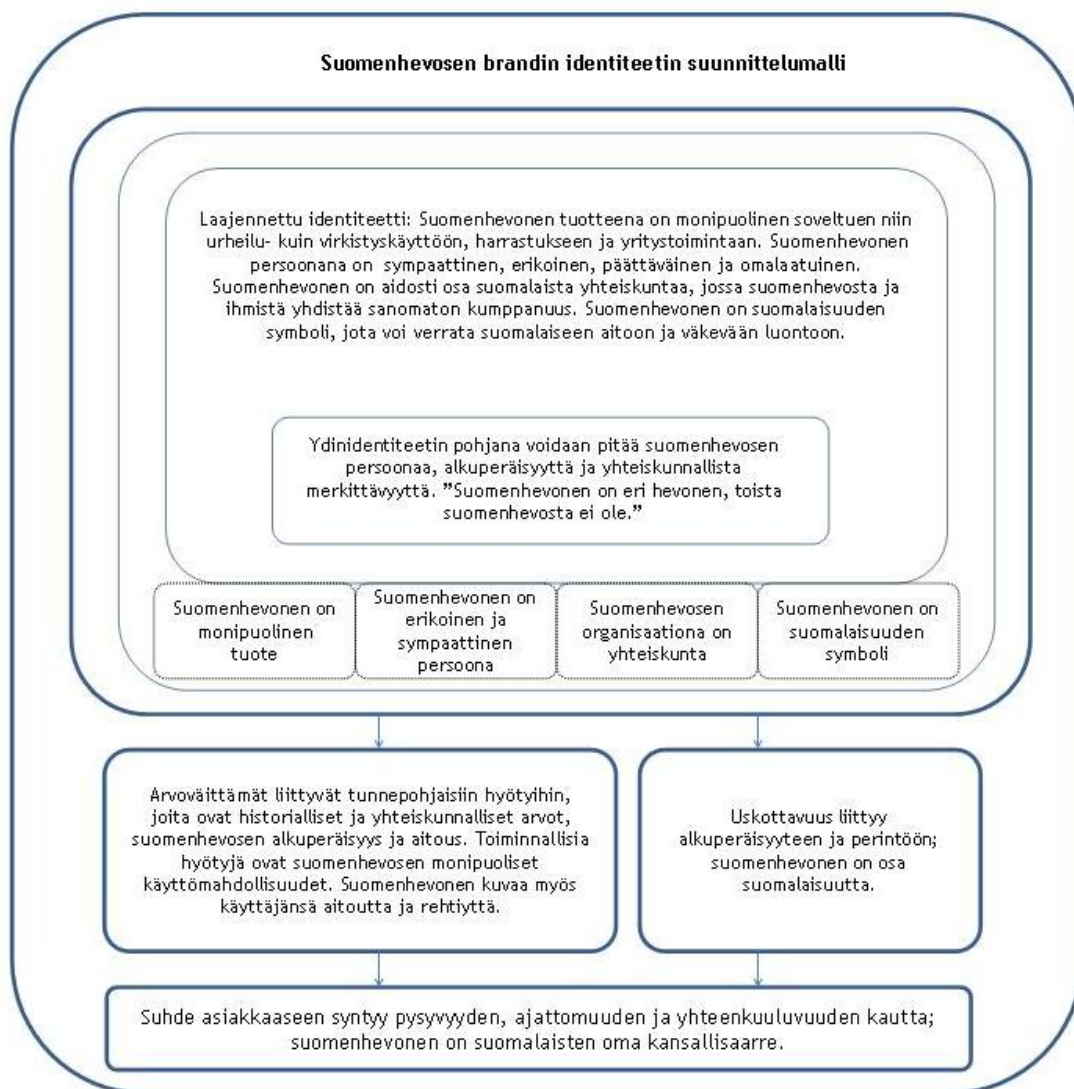 Suomenhevosen brandin identiteetin suunnittelumalli
Laajennettu identiteetti: Suomenhevonen tuotteena on monipuolinen soveltuen niin
urheilu- kuin virkistyskäyttöön, harrastukseen ja yritystoimintaan. Suomenhevonen
persoonana on sympaattinen, erikoinen, päättäväinen ja omalaatuinen.
Suomenhevonen on aidosti osa suomalaista yhteiskuntaa, jossa suomenhevosta ja
ihmistä yhdistää sanomaton kumppanuus. Suomenhevonen on suomalaisuuden
symboli, jota voi verrata suomalaiseen aitoon ja väkevään luontoon.
Ydinidentiteetin pohjana voidaan pitää suomenhevosen
persoonaa, alkuperäisyyttä ja yhteiskunnallista
merkittävyyttä. ”Suomenhevonen on eri hevonen, toista
suomenhevosta ei ole.”
Suomenhevonen on
monipuolinen
tuote
Suomenhevonen on
erikoinen ja
sympaattinen
persoona
Suomenhevosen
organisaationa on
yhteiskunta
Suomenhevonen on
suomalaisuuden
symboli
Arvoväittämät liittyvät tunnepohjaisiin hyötyihin,
joita ovat historialliset ja yhteiskunnalliset arvot,
suomenhevosen alkuperäisyys ja aitous. Toiminnallisia
hyötyjä ovat suomenhevosen monipuoliset
käyttömahdollisuudet. Suomenhevonen kuvaa myös
käyttäjänsä aitoutta ja rehtiyttä.
Uskottavuus liittyy
alkuperäisyyteen ja perintöön;
suomenhevonen on osa
suomalaisuutta.
Suhde asiakkaaseen syntyy pysyvyyden, ajattomuuden ja yhteenkuuluvuuden kautta;
suomenhevonen on suomalaisten oma kansallisaarre.